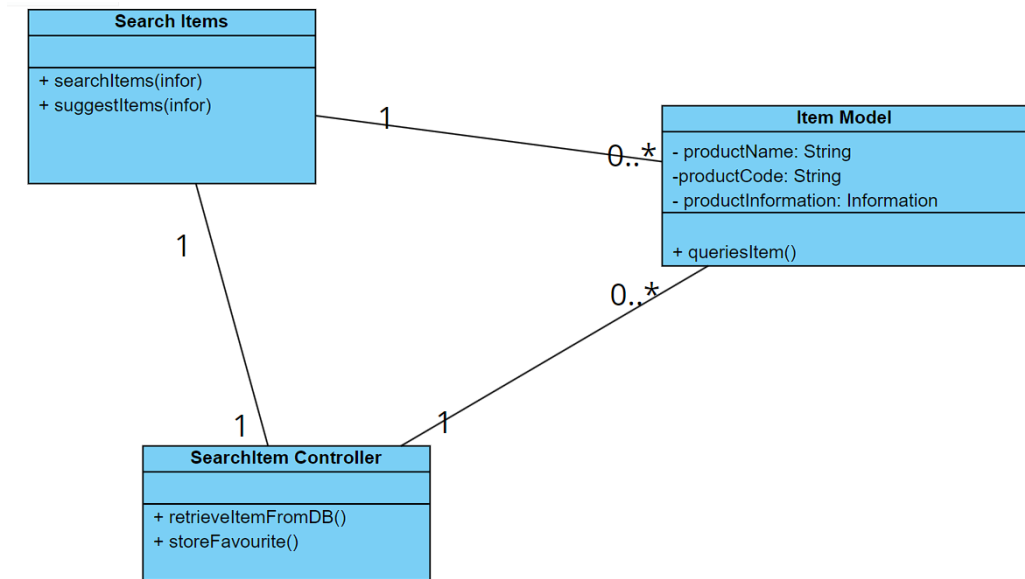 Search Items
+ searchItems(infor)
+ suggestItems(infor)
1
0..*
Item Model
- productName: String
-productCode: String
- productInformation: Information
+ queriesItem()
1
0..*
1
1
SearchItem Controller
+ retrieveItemFromDB()
+ storeFavourite()